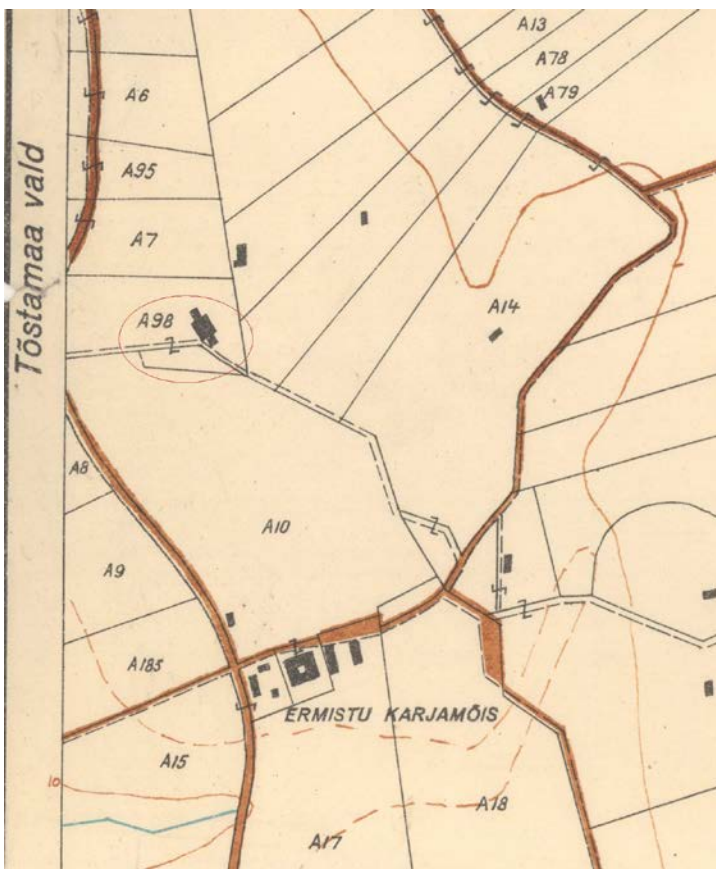 A13
A78
A79
A6
A95
A7
Tõstamaa vald
A98
A14
A8
A10
A9
A185
ERMISTU KARJAMÕIS
A15
10
A18
A17